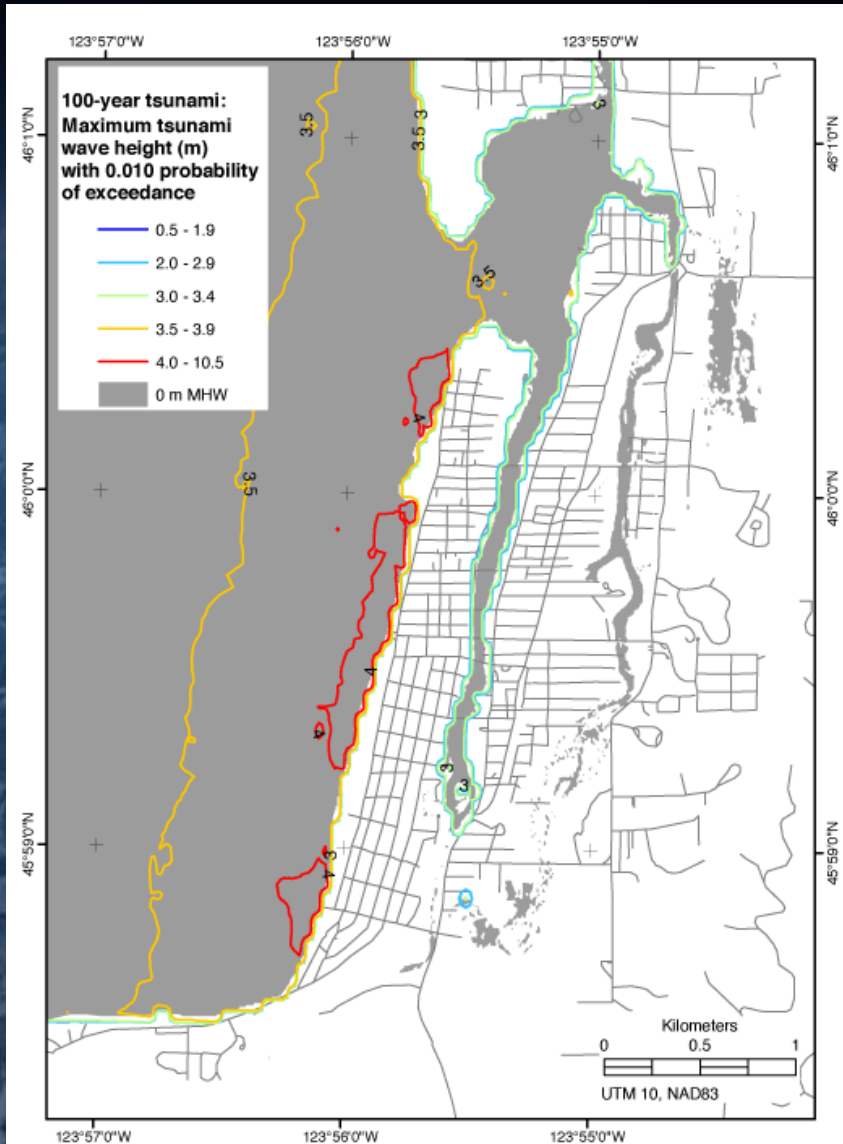 123°57'0"W
123°56'0"W
123°55'0"W
100-year tsunami:
Maximum tsunami
wave height (m)
with 0.010 probability
of exceedance
0.5 - 1.9
2.0 - 2.9
3.0 - 3.4
3.5 - 3.9
4.0 - 10.5
0 m MHW
3.5
3.5
3
3
46°1'0"N
46°1'0"N
3.5
4
3.5
46°0'0"N
46°0'0"N
4
4
3
3
3
4
45°59'0"N
45°59'0"N
Kilometers
0
0.5
1
UTM 10, NAD83
123°57'0"W
123°56'0"W
123°55'0"W